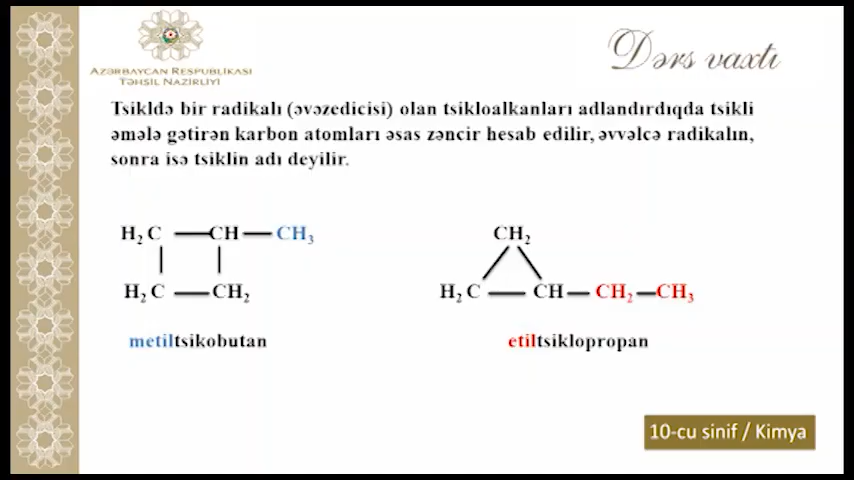 AZƏRBAYCAN RESPUBLİKASI
TƏHSİL NAZİRLİYİ
Dərs vaxtı
Tsikldə bir radikalı (əvəzedicisi) olan tsikloalkanları adlandırdıqda tsikli
əmələ gətirən karbon atomları əsas zəncir hesab edilir, əvvəlcə radikalın,
sonra isə tsiklin adı deyilir.
H₂C — CH — CH₃
H₂C — CH₂
metiltsikobutan
CH₂
H₂C — CH — CH₂ — CH₃
etiltsiklopropan
10-cu sinif / Kimya